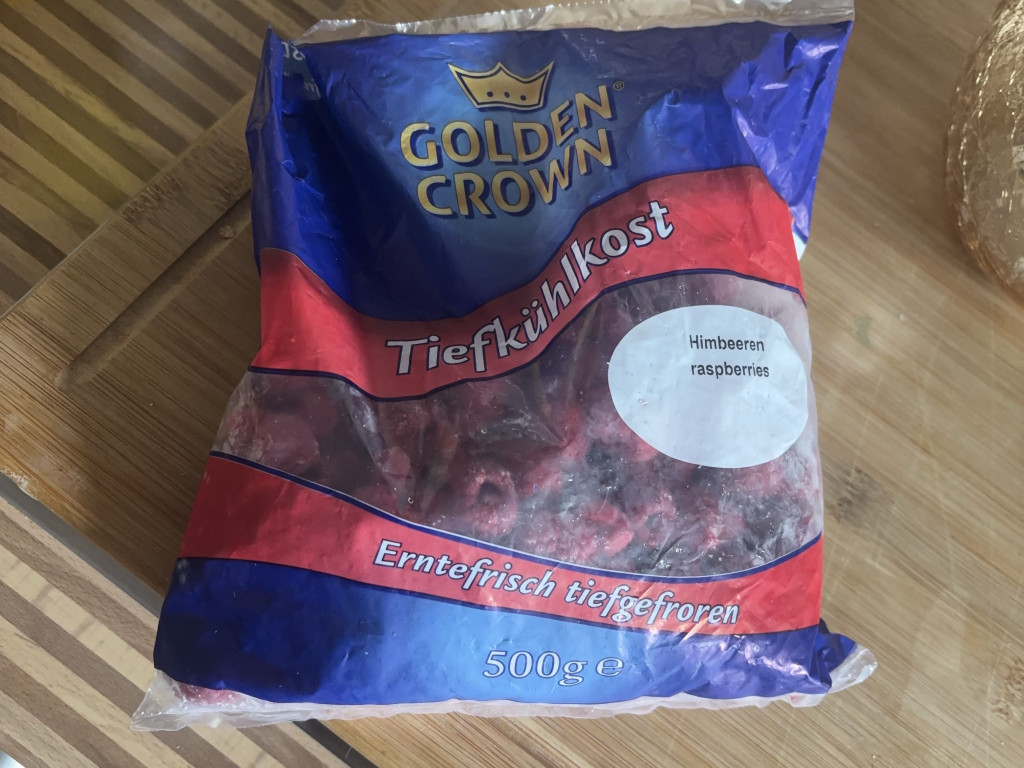 GOLDEN®
CROWN
Tiefkühlkost
Himbeeren
raspberries
Erntefrisch tiefgefroren
500g e